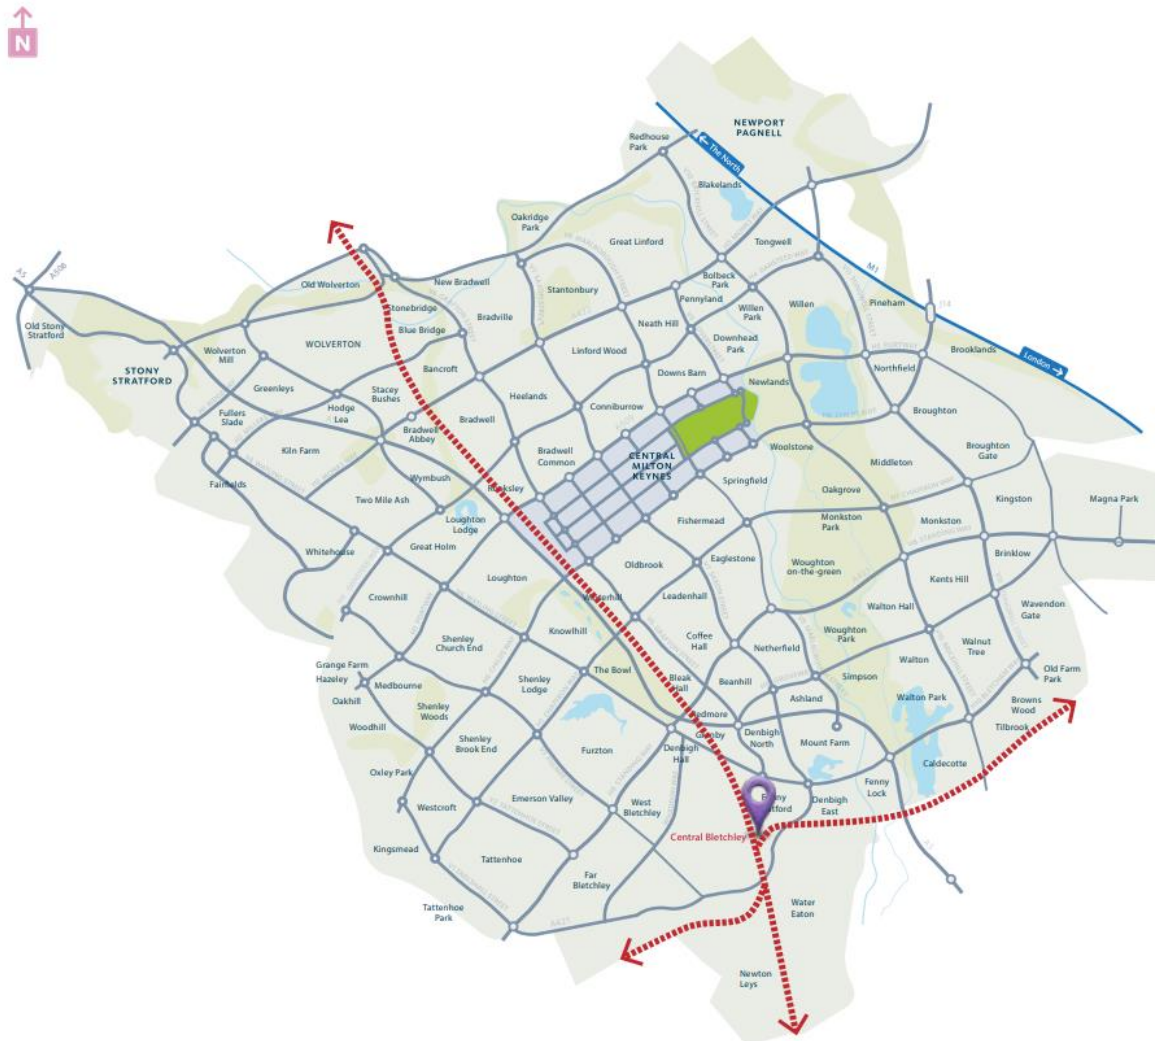 N
NEWPORT
PAGNELL
Redhouse
Park
← The North
Blakelands
Oakridge
Park
Great Linford
Tongwell
M1
A5
A508
Old Wolverton
New Bradwell
Stantonbury
Bolbeck
Park
Pennyland
Willen
Park
Willen
Pineham
J14
Old Stony
Stratford
Stonebridge
Blue Bridge
Bradville
Neath Hill
Downhead
Park
WOLVERTON
Wolverton
Mill
Linford Wood
Brooklands
London →
STONY
STRATFORD
Bancroft
Downs Barn
Northfield
Newlands
Greenleys
Stacey
Bushes
Heelands
Conniburrow
Hodge
Lea
Fullers
Slade
Bradwell
Broughton
Bradwell
Abbey
Woolstone
Kiln Farm
Bradwell
Common
CENTRAL
MILTON
KEYNES
Broughton
Gate
Middleton
Fairfields
Wymbush
Springfield
Oakgrove
Two Mile Ash
Kingston
Magna Park
Loughton
Lodge
Fishermead
Monkston
Park
Monkston
Whitehouse
Great Holm
Eaglestone
Brinklow
Oldbrook
Woughton
on-the-green
Loughton
Kents Hill
Crownhill
Leadenhall
Walton Hall
Wavendon
Gate
Knowlhill
Coffee
Hall
Woughton
Park
Shenley
Church End
Netherfield
Walnut
Tree
Walton
Grange Farm
Hazeley
The Bowl
Old Farm
Park
Medbourne
Shenley
Lodge
Bleak
Hall
Beanhill
Simpson
Oakhill
Ashland
Walton Park
Browns
Wood
Shenley
Woods
Woodhill
Tilbrook
Shenley
Brook End
Furzton
Denbigh
Hall
Denbigh
North
Mount Farm
Caldecotte
Oxley Park
Fenny
Lock
Emerson Valley
West
Bletchley
Denbigh
East
Westcroft
Central Bletchley
Kingsmead
Tattenhoe
Far
Bletchley
Tattenhoe
Park
A421
Water
Eaton
Newton
Leys